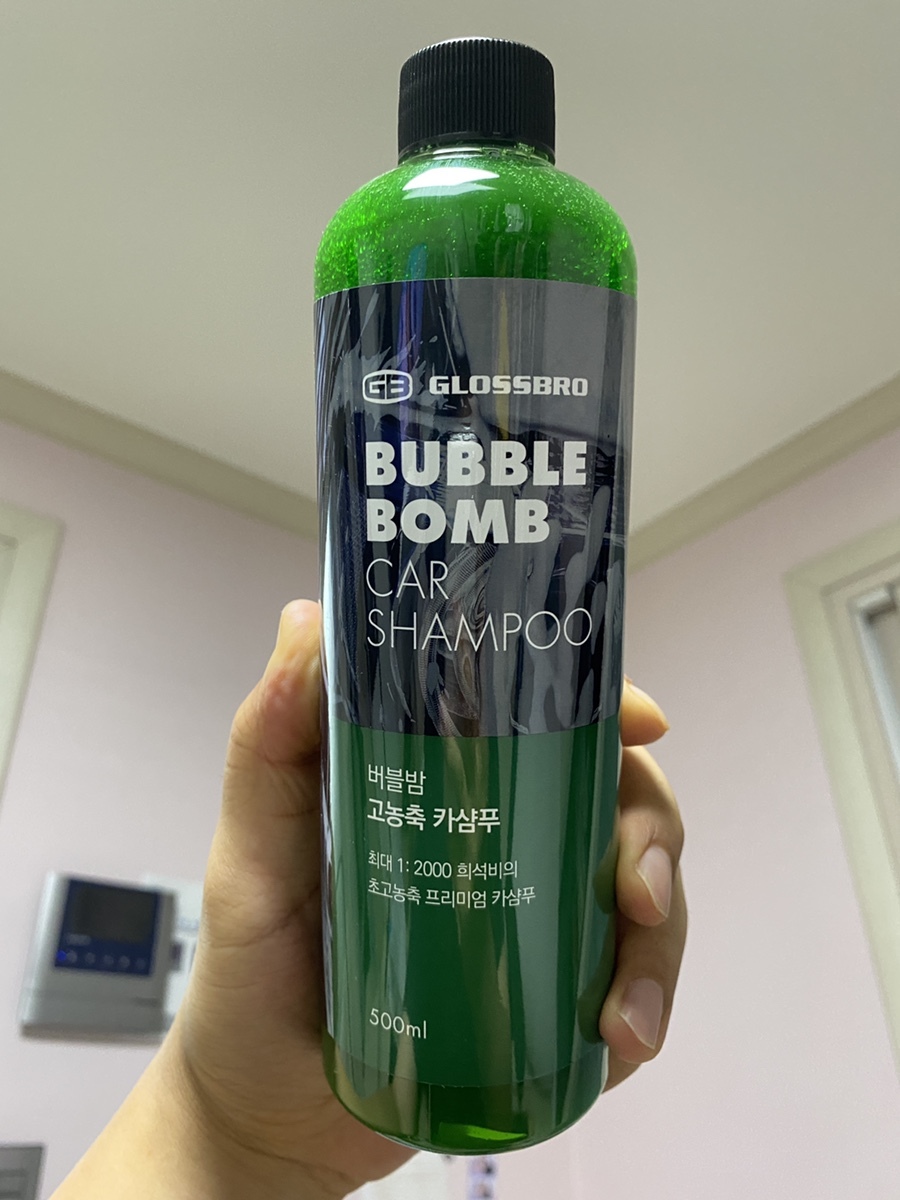 GB GLOSSBRO
BUBBLE
BOMB
CAR
SHAMPOO
버블밤
고농축 카샴푸
최대 1: 2000 희석비의
초고농축 프리미엄 카샴푸
500ml